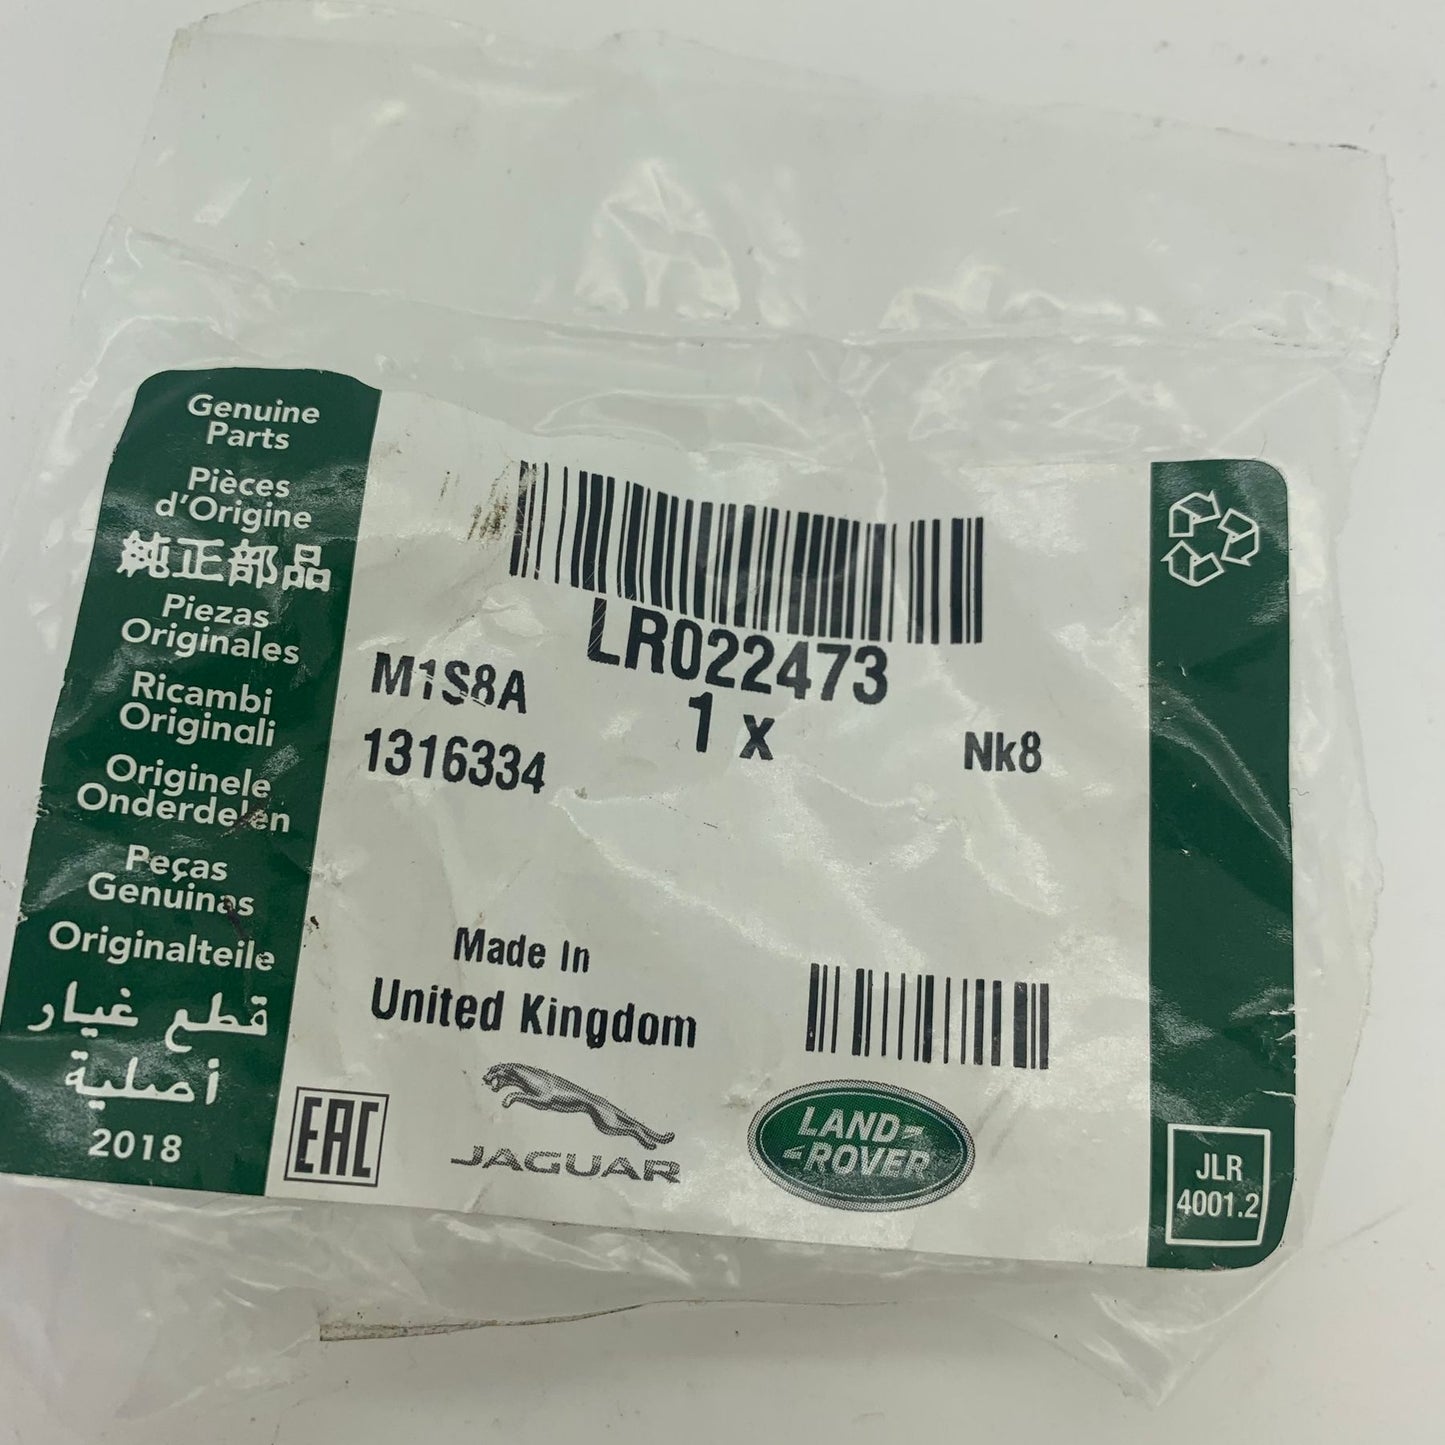 Genuine
Parts
Pièces
d'Origine
純正部品
Piezas
Originales
Ricambi
Originali
Originele
Onderdelen
Peças
Genuinas
Originalteile
قطع غيار
أصلية
2018
LR022473
M1S8A
1 x
Nk8
1316334
Made In
United Kingdom
EAC
JAGUAR
LAND-
-ROVER
JLR
4001.2